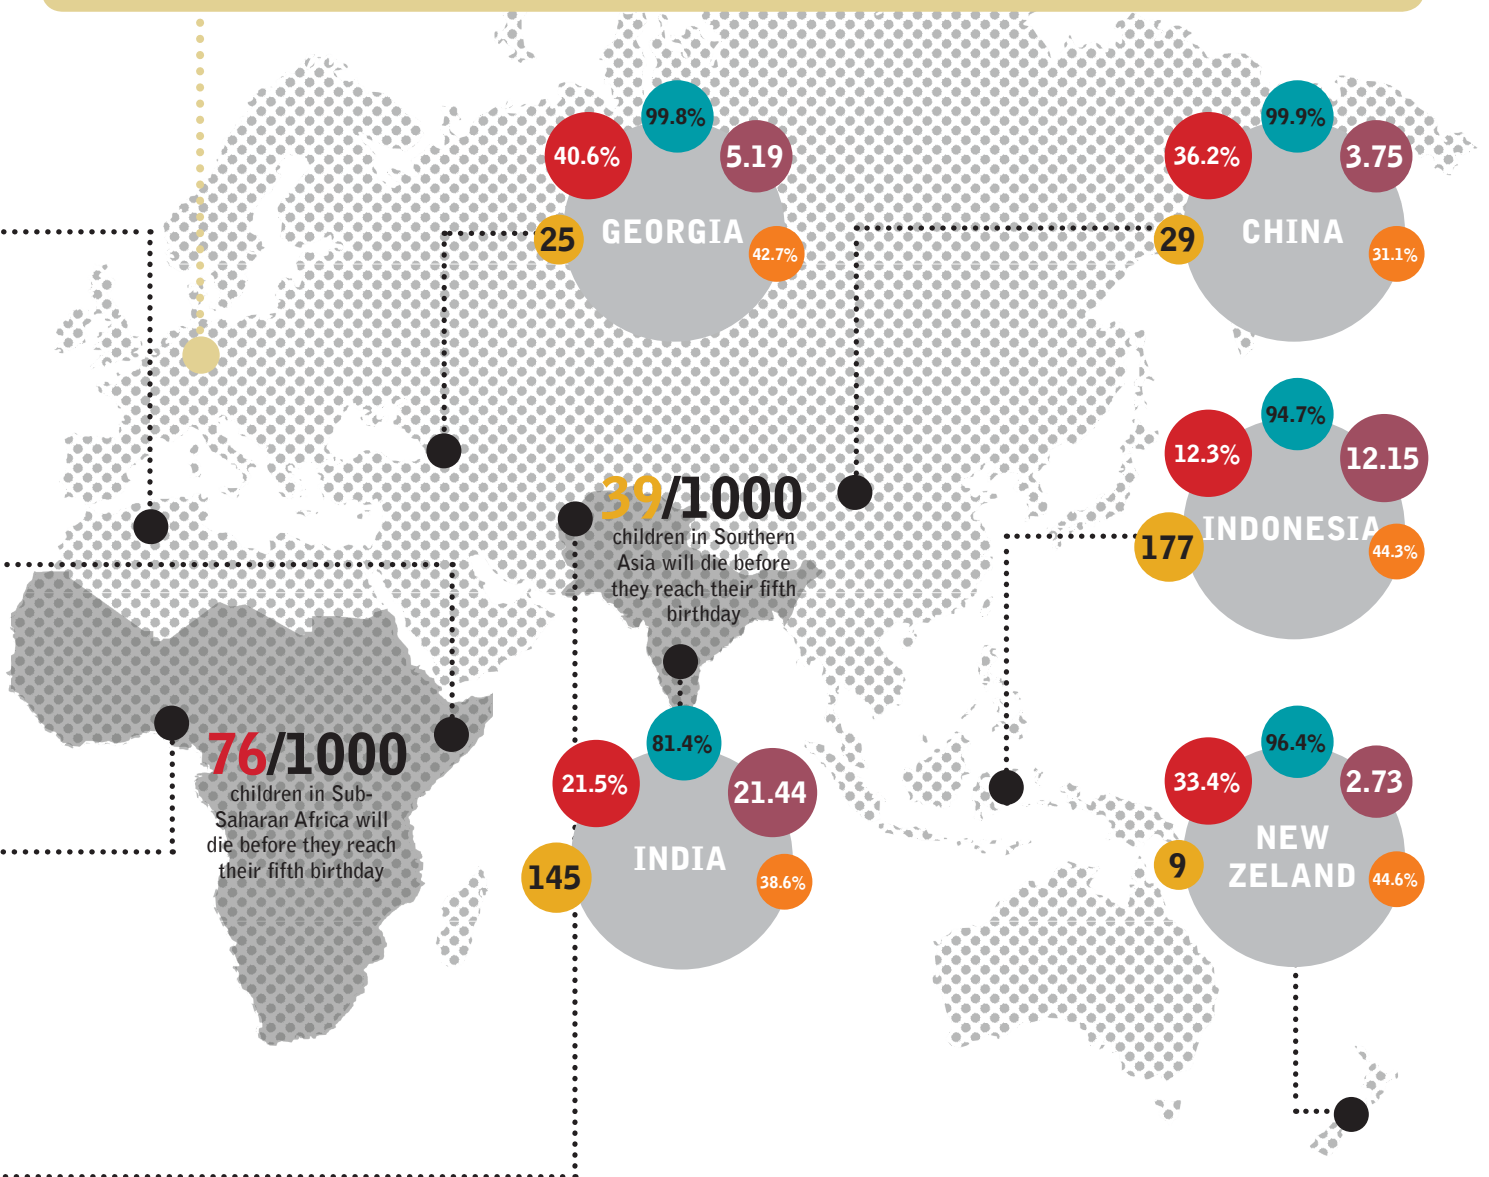 99.8%
40.6%
5.19
GEORGIA
25
42.7%
99.9%
36.2%
3.75
CHINA
29
31.1%
94.7%
12.3%
12.15
INDONESIA
177
44.3%
39/1000
children in Southern
Asia will die before
they reach their fifth
birthday
76/1000
children in Sub-
Saharan Africa will
die before they reach
their fifth birthday
81.4%
21.5%
21.44
INDIA
145
38.6%
96.4%
33.4%
2.73
NEW
ZELAND
9
44.6%